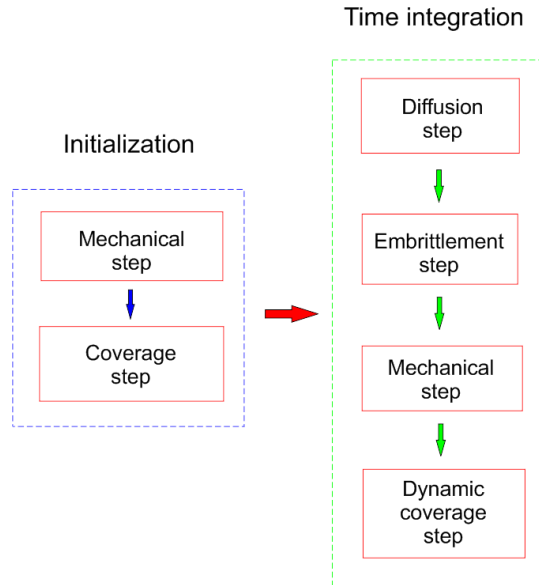 Initialization
Mechanical
step
Coverage
step
Time integration
Diffusion
step
Embrittlement
step
Mechanical
step
Dynamic
coverage
step